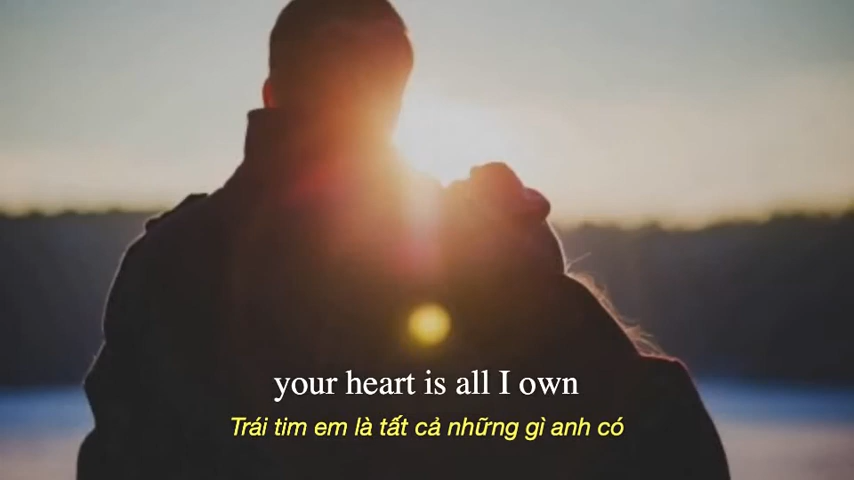 your heart is all I own
Trái tim em là tất cả những gì anh có